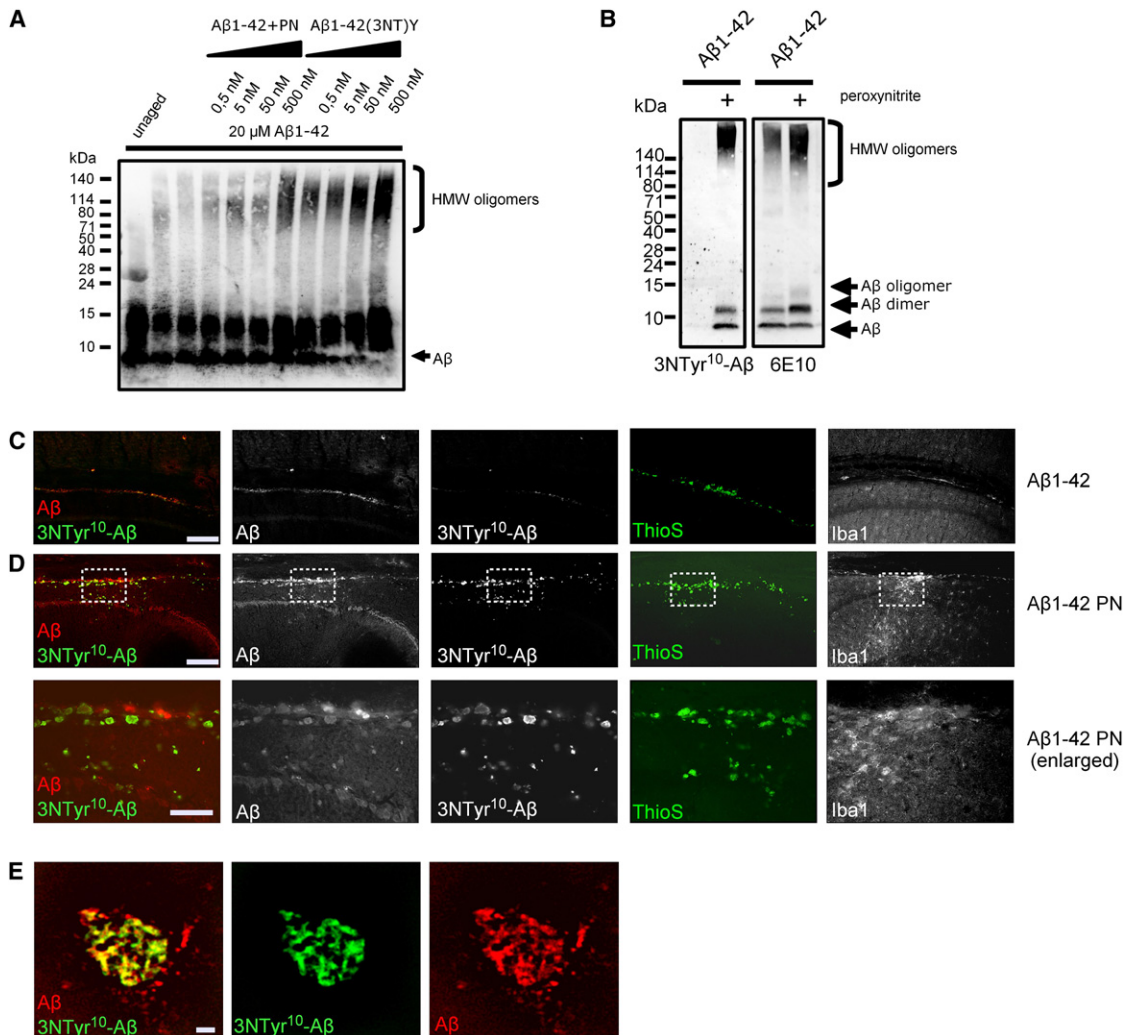 A
Aβ1-42+PN Aβ1-42(3NT)Y
0,5 nM 5 nM 50 nM 500 nM 0,5 nM 5 nM 50 nM 500 nM
unaged
20 µM Aβ1-42
kDa
140
114
80
71
50
40
28
24
15
10
HMW oligomers
Aβ
B
Aβ1-42 Aβ1-42
+ + peroxynitrite
kDa
140
114
80
71
50
40
28
24
15
10
HMW oligomers
Aβ oligomer
Aβ dimer
Aβ
3NTyr¹⁰-Aβ 6E10
C
Aβ
3NTyr¹⁰-Aβ
Aβ
3NTyr¹⁰-Aβ
ThioS
Iba1
Aβ1-42
D
Aβ
3NTyr¹⁰-Aβ
Aβ
3NTyr¹⁰-Aβ
ThioS
Iba1
Aβ1-42 PN
Aβ
3NTyr¹⁰-Aβ
Aβ
3NTyr¹⁰-Aβ
ThioS
Iba1
Aβ1-42 PN
(enlarged)
E
Aβ
3NTyr¹⁰-Aβ
3NTyr¹⁰-Aβ
Aβ